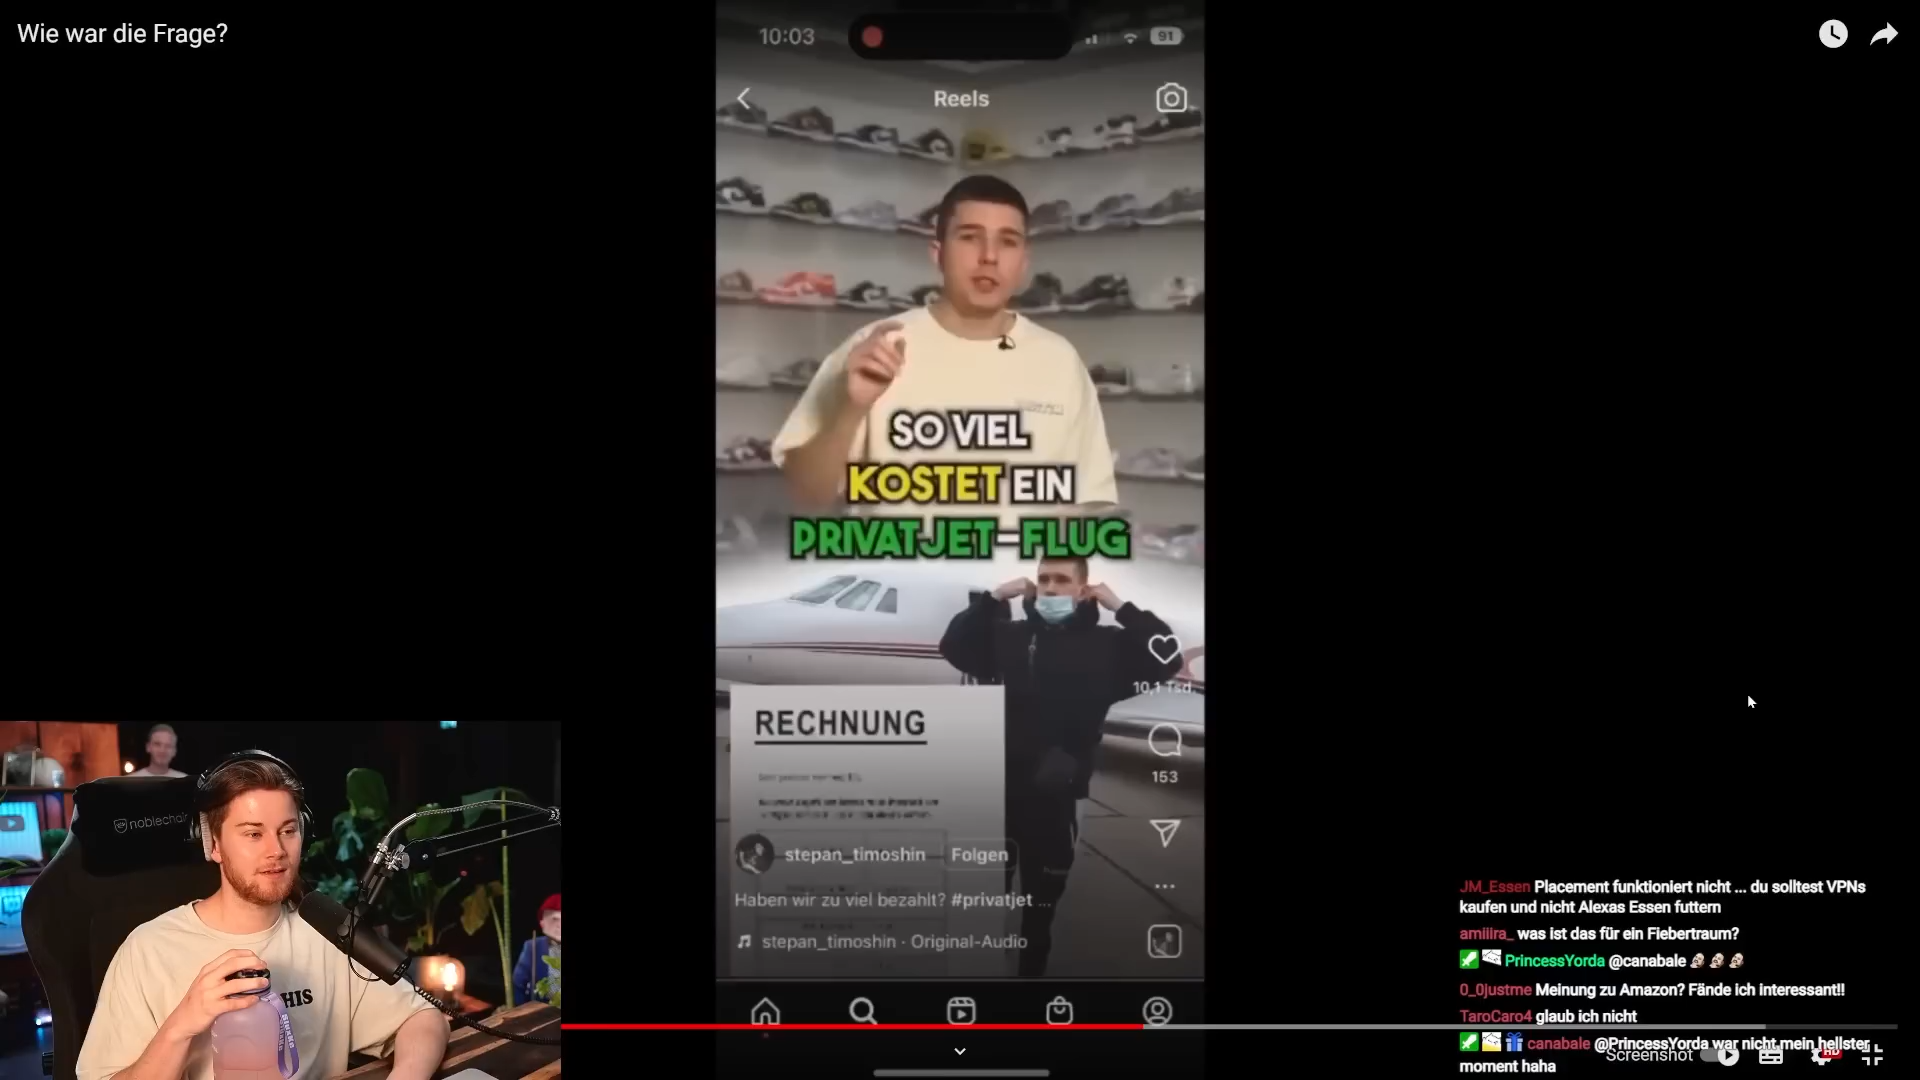 Wie war die Frage?
10:03
91
Reels
SO VIEL
KOSTET EIN
PRIVATJET-FLUG
10,1 Tsd.
RECHNUNG
153
stepan_timoshin
Folgen
Haben wir zu viel bezahlt? #privatjet ...
stepan_timoshin · Original-Audio
noblechair
HIS
JM_Essen Placement funktioniert nicht ... du solltest VPNs
kaufen und nicht Alexas Essen futtern
amiiira_ was ist das für ein Fiebertraum?
PrincessYorda @canabale
0_0justme Meinung zu Amazon? Fände ich interessant!!
TaroCaro4 glaub ich nicht
canabale @PrincessYorda war nicht mein hellster
moment haha
Screenshot
HD